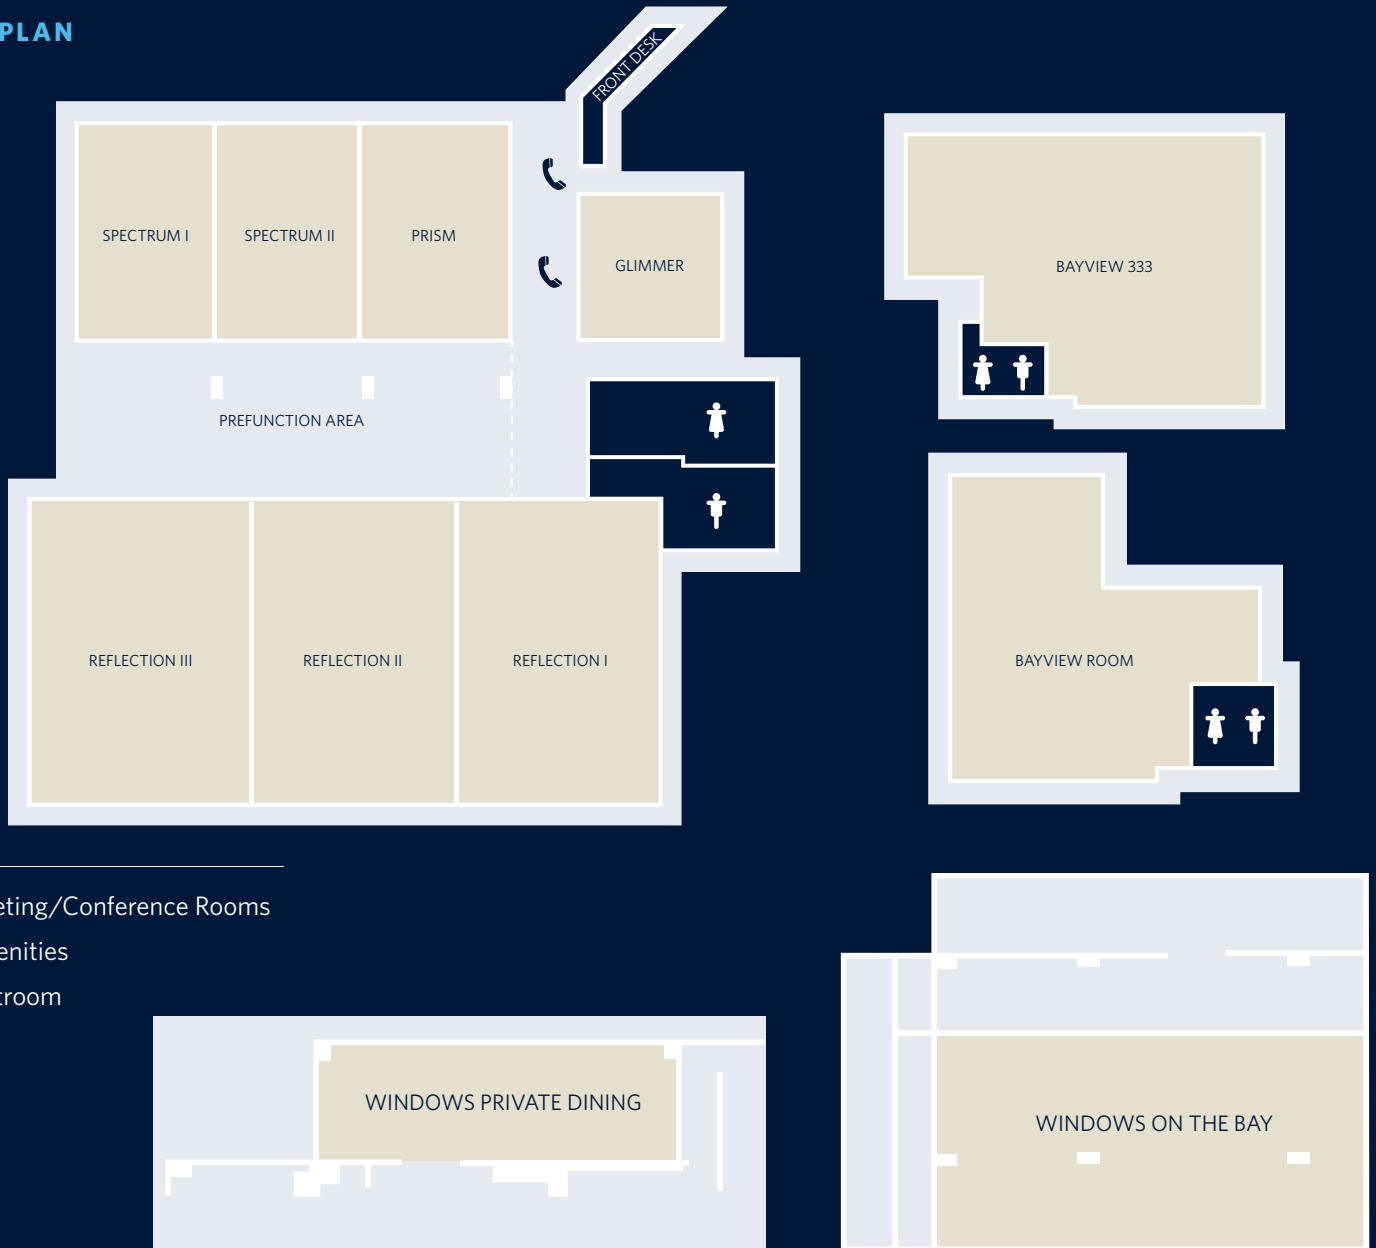 PLAN
FRONT DESK
SPECTRUM I
SPECTRUM II
PRISM
GLIMMER
BAYVIEW 333
PREFUNCTION AREA
REFLECTION III
REFLECTION II
REFLECTION I
BAYVIEW ROOM
eting/Conference Rooms
enities
troom
WINDOWS PRIVATE DINING
WINDOWS ON THE BAY